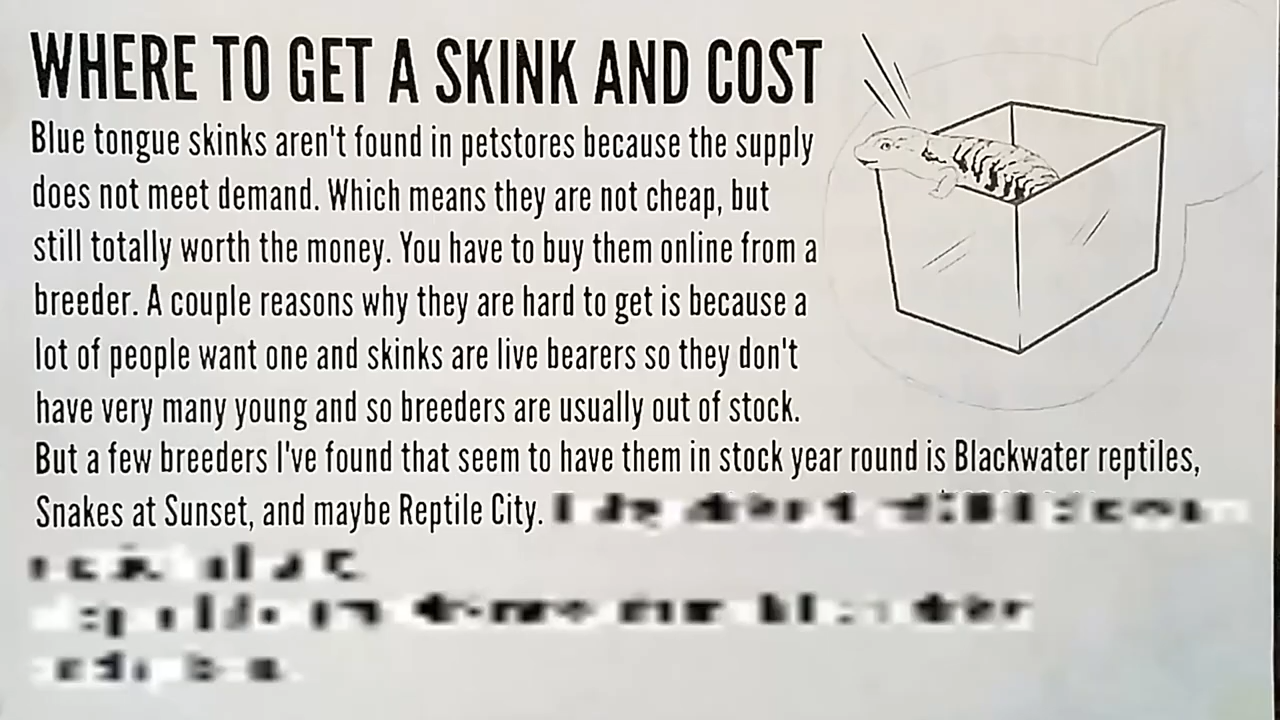 WHERE TO GET A SKINK AND COST
Blue tongue skinks aren't found in petstores because the supply
does not meet demand. Which means they are not cheap, but
still totally worth the money. You have to buy them online from a
breeder. A couple reasons why they are hard to get is because a
lot of people want one and skinks are live bearers so they don't
have very many young and so breeders are usually out of stock.
But a few breeders I've found that seem to have them in stock year round is Blackwater reptiles,
Snakes at Sunset, and maybe Reptile City.